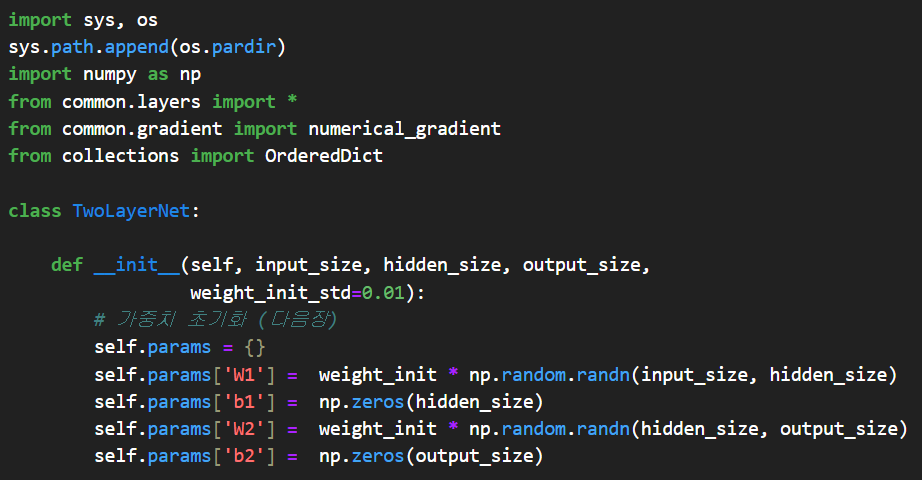 import sys, os
sys.path.append(os.pardir)
import numpy as np
from common.layers import *
from common.gradient import numerical_gradient
from collections import OrderedDict

class TwoLayerNet:

    def __init__(self, input_size, hidden_size, output_size,
                 weight_init_std=0.01):
        # 가중치 초기화 (다음장)
        self.params = {}
        self.params['W1'] =  weight_init * np.random.randn(input_size, hidden_size)
        self.params['b1'] =  np.zeros(hidden_size)
        self.params['W2'] =  weight_init * np.random.randn(hidden_size, output_size)
        self.params['b2'] =  np.zeros(output_size)